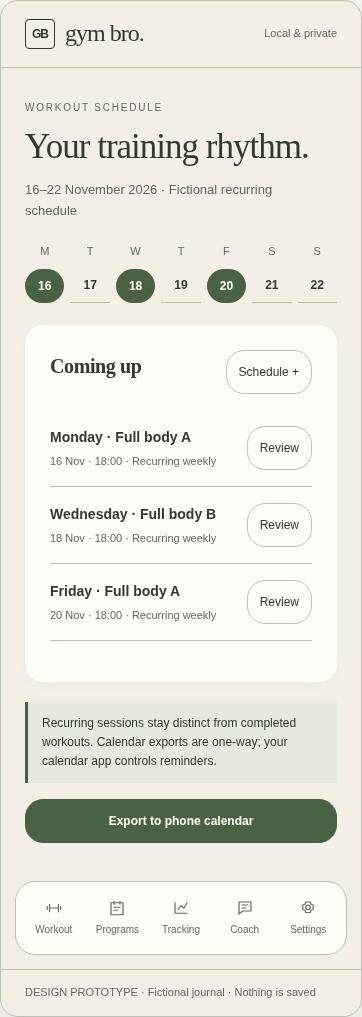 GB gym bro. Local & private
WORKOUT SCHEDULE
Your training rhythm.
16–22 November 2026 · Fictional recurring
schedule
M T W T F S S
16 17 18 19 20 21 22
Coming up Schedule +
Monday · Full body A
16 Nov · 18:00 · Recurring weekly
Review
Wednesday · Full body B
18 Nov · 18:00 · Recurring weekly
Review
Friday · Full body A
20 Nov · 18:00 · Recurring weekly
Review
Recurring sessions stay distinct from completed
workouts. Calendar exports are one-way; your
calendar app controls reminders.
Export to phone calendar
Workout Programs Tracking Coach Settings
DESIGN PROTOTYPE · Fictional journal · Nothing is saved